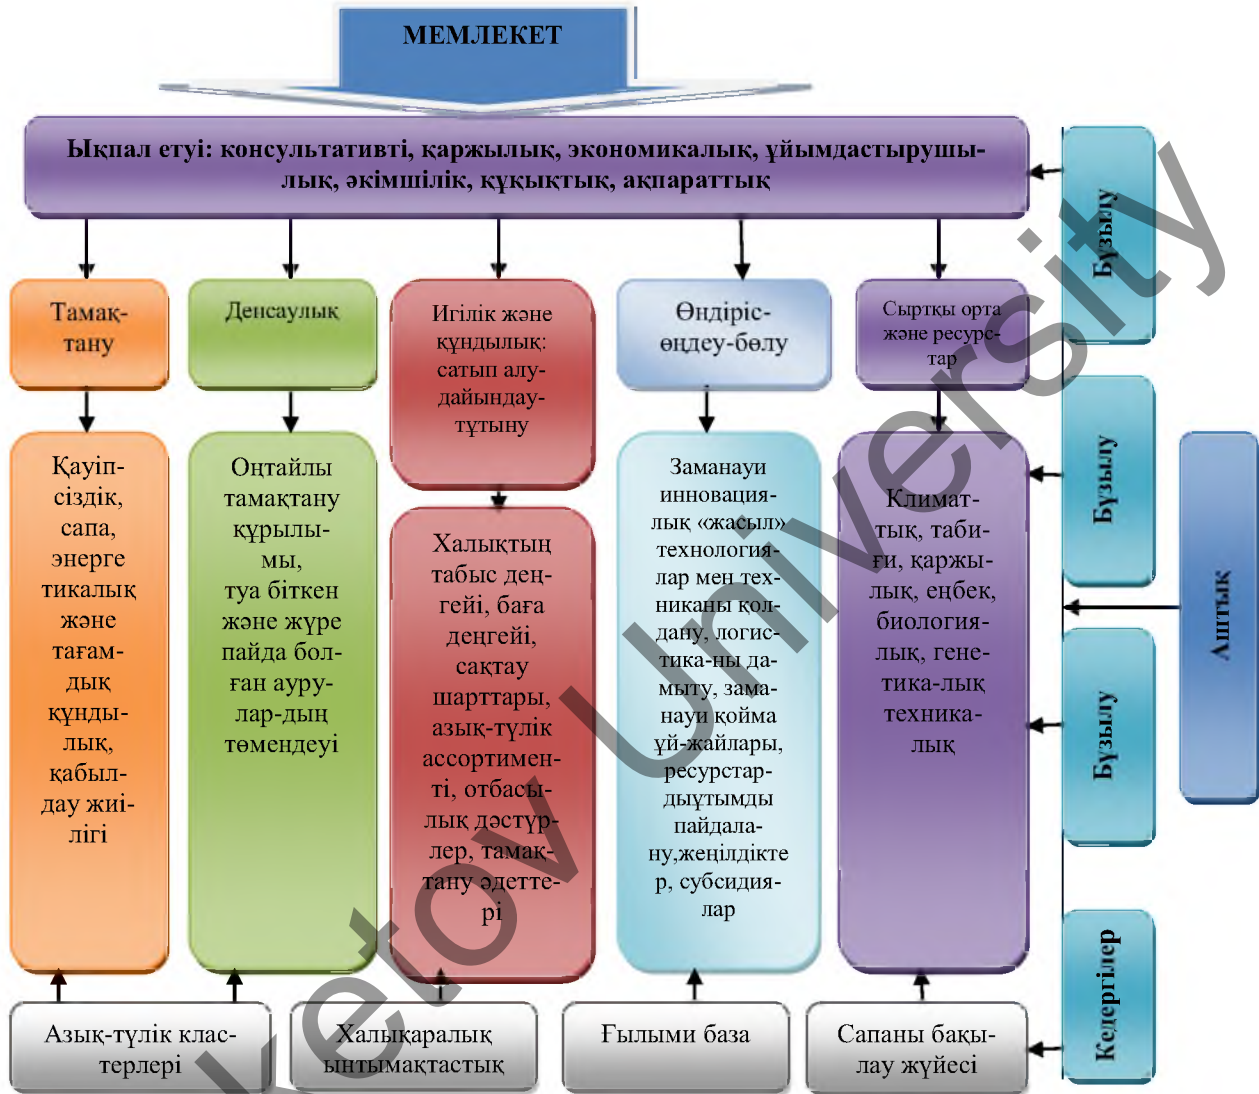 МЕМЛЕКЕТ
Ықпал етуі: консультативті, қаржылық, экономикалық, ұйымдастырушы-
лық, әкімшілік, құқықтық, ақпараттық
Тамақ-
тану
Денсаулық
Игілік және
құндылық:
сатып алу-
дайындау-
тұтыну
Өндіріс-
өңдеу-бөлу
Сыртқы орта
және ресурс-
тар
Қауіп-
сіздік,
сапа,
энерге
тикалық
және
тағам-
дық
құнды-
лық,
қабыл-
дау жиі-
лігі
Оңтайлы
тамақтану
құрылы-
мы,
туа біткен
және жүре
пайда бол-
ған ауру-
лар-дың
төмендеуі
Халықтың
табыс дең-
гейі, баға
деңгейі,
сақтау
шарттары,
азық-түлік
ассортимен-
ті, отбасы-
лық дәстүр-
лер, тамақ-
тану әдетте-
рі
Заманауи
инновация-
лық «жасыл»
технология-
лар мен тех-
никаны қол-
дану, логис-
тика-ны да-
мыту, зама-
науи қойма
ұй-жайлары,
ресурстар-
дыұтымды
пайдала-
ну,жеңілдікте
р, субсидия-
лар
Климат-
тық, таби-
ғи, қаржы-
лық, еңбек,
биология-
лық, гене-
тика-лық
техника-
лық
Азық-түлік клас-
терлері
Халықаралық
ынтымақтастық
Ғылыми база
Сапаны бақы-
лау жүйесі
Бұзылу
Бұзылу
Бұзылу
Кедергілер
Аштық
ketov University